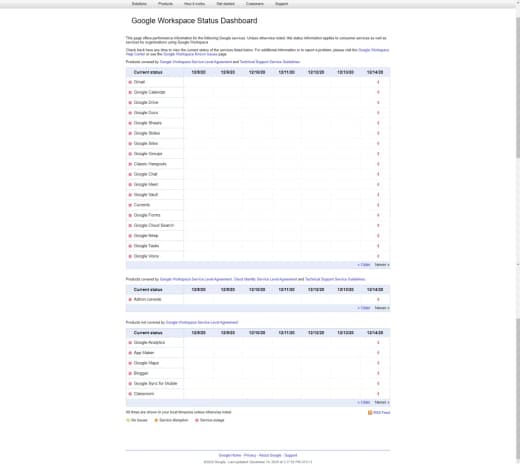 Solutions Products How it works Get started Customers Support
Google Workspace Status Dashboard
This page offers performance information for the following Google services. Unless otherwise noted, this status information applies to consumer services as well as
services for organizations using Google Workspace.
Check back here any time to view the current status of the services listed below. For additional information or to report a problem, please visit the Google Workspace
Help Center or see the Google Workspace Known Issues page.
Products covered by Google Workspace Service Level Agreement and Technical Support Service Guidelines.
Current status 12/8/20 12/9/20 12/10/20 12/11/20 12/12/20 12/13/20 12/14/20
Gmail
Google Calendar
Google Drive
Google Docs
Google Sheets
Google Slides
Google Sites
Google Groups
Classic Hangouts
Google Chat
Google Meet
Google Vault
Currents
Google Forms
Google Cloud Search
Google Keep
Google Tasks
Google Voice
« Older Newer »
Products covered by Google Workspace Service Level Agreement, Cloud Identity Service Level Agreement and Technical Support Service Guidelines.
Current status 12/8/20 12/9/20 12/10/20 12/11/20 12/12/20 12/13/20 12/14/20
Admin console
« Older Newer »
Products not covered by Google Workspace Service Level Agreement
Current status 12/8/20 12/9/20 12/10/20 12/11/20 12/12/20 12/13/20 12/14/20
Google Analytics
App Maker
Google Maps
Blogger
Google Sync for Mobile
Classroom
« Older Newer »
All times are shown in your local timezone unless otherwise noted.
RSS Feed
No issues Service disruption Service outage
Google Home - Privacy - About Google - Support
©2020 Google, Last updated: December 14, 2020 at